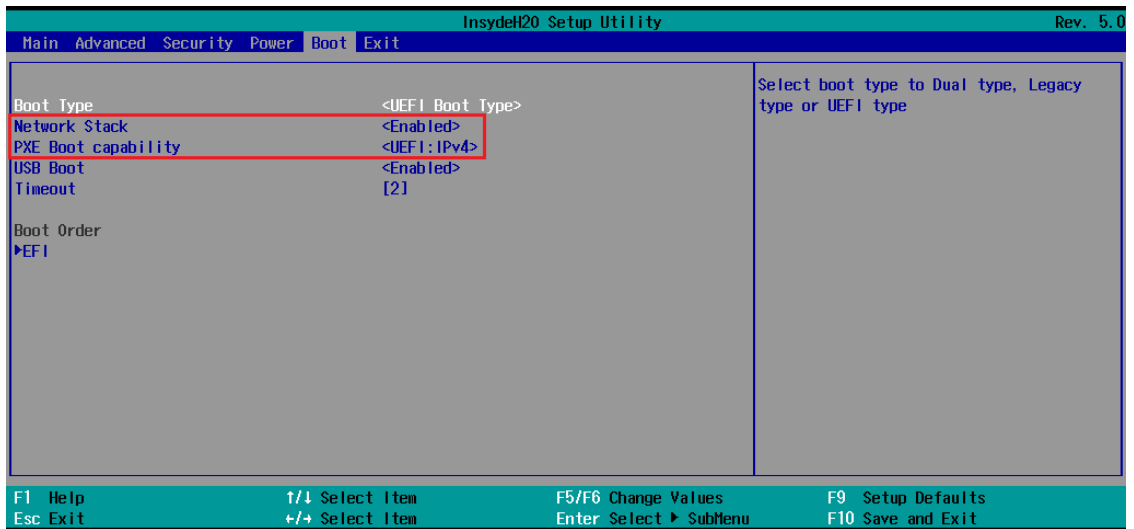 InsydeH20 Setup Utility Rev. 5.0
Main Advanced Security Power Boot Exit
Boot Type <UEFI Boot Type>
Network Stack <Enabled>
PXE Boot capability <UEFI:IPv4>
USB Boot <Enabled>
Timeout [2]
Boot Order
▶EFI
Select boot type to Dual type, Legacy
type or UEFI type
F1 Help ↑/↓ Select Item F5/F6 Change Values F9 Setup Defaults
Esc Exit ←/→ Select Item Enter Select ▶ SubMenu F10 Save and Exit